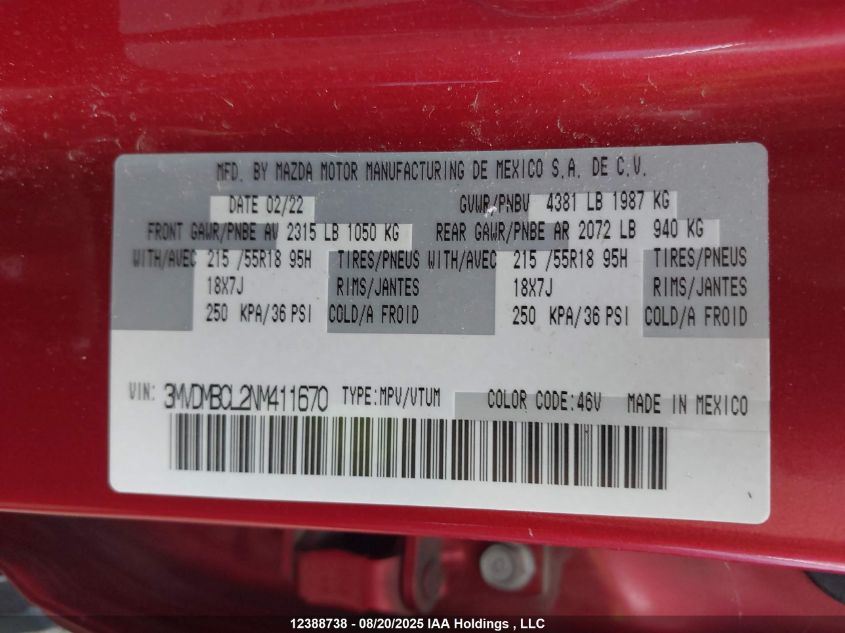 MFD. BY MAZDA MOTOR MANUFACTURING DE MEXICO S.A. DE C.V.
DATE 02/22 GVWR/PNBV 4381 LB 1987 KG
FRONT GAWR/PNBE AV 2315 LB 1050 KG REAR GAWR/PNBE AR 2072 LB 940 KG
WITH/AVEC 215 /55R18 95H TIRES/PNEUS WITH/AVEC 215 /55R18 95H TIRES/PNEUS
18X7J RIMS/JANTES 18X7J RIMS/JANTES
250 KPA/36 PSI COLD/A FROID 250 KPA/36 PSI COLD/A FROID
VIN: 3MVDMBCL2NM411670 TYPE:MPV/VTUM COLOR CODE:46V MADE IN MEXICO
12388738 - 08/20/2025 IAA Holdings , LLC